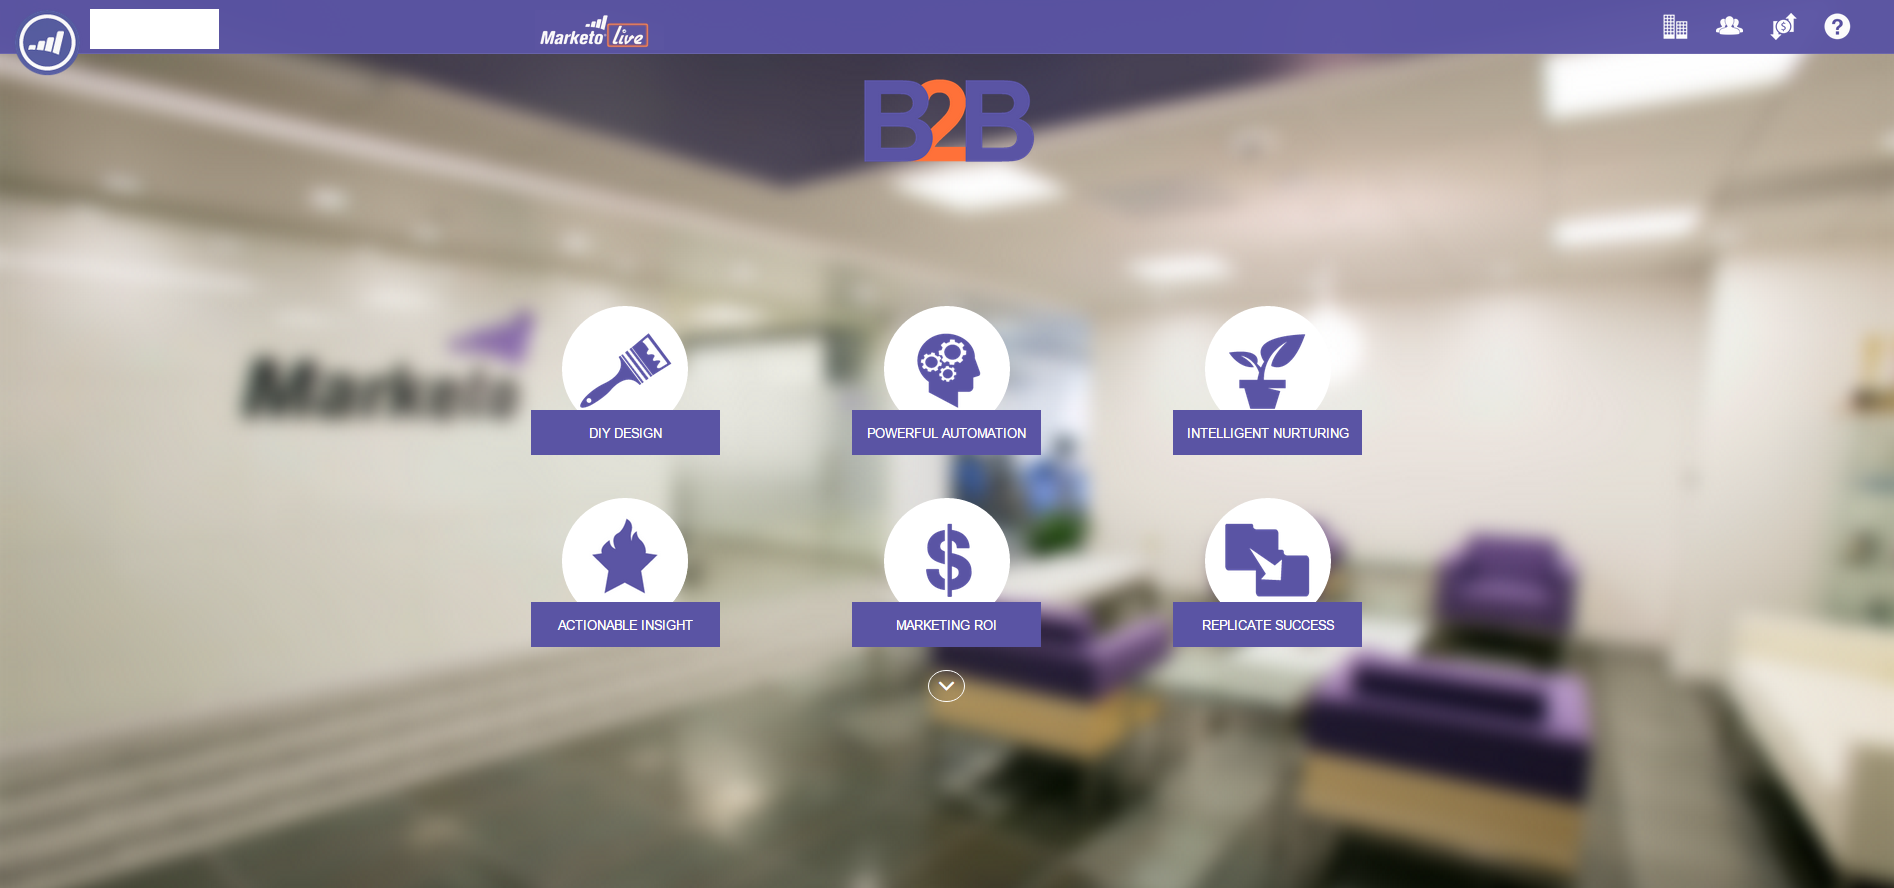 Marketo live
B2B
Marketo
DIY DESIGN
POWERFUL AUTOMATION
INTELLIGENT NURTURING
ACTIONABLE INSIGHT
MARKETING ROI
REPLICATE SUCCESS